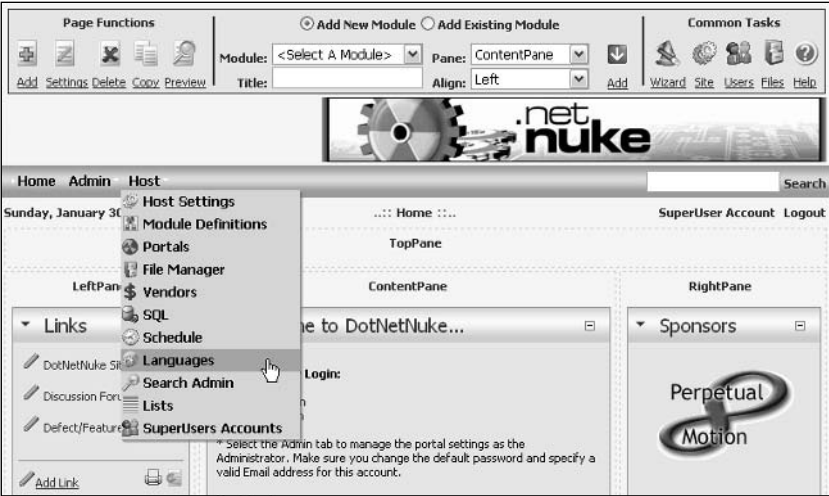 Page Functions
Add New Module Add Existing Module
Common Tasks
Module: <Select A Module> Pane: ContentPane
Title: Align: Left
Add Settings Delete Copy Preview
Add
Wizard Site Users Files Help
.net
nuke
Home Admin Host
Search
Sunday, January 30
..:: Home ::..
SuperUser Account Logout
Host Settings
Module Definitions
Portals
File Manager
Vendors
SQL
Schedule
Languages
Search Admin
Lists
SuperUsers Accounts
TopPane
LeftPan
ContentPane
RightPane
Links
e to DotNetNuke...
Sponsors
DotNetNuke Si
Discussion Foru
Defect/Feature
Add Link
Login:
* Select the Admin tab to manage the portal settings as the
Administrator. Make sure you change the default password and specify a
valid Email address for this account.
Perpetual
Motion